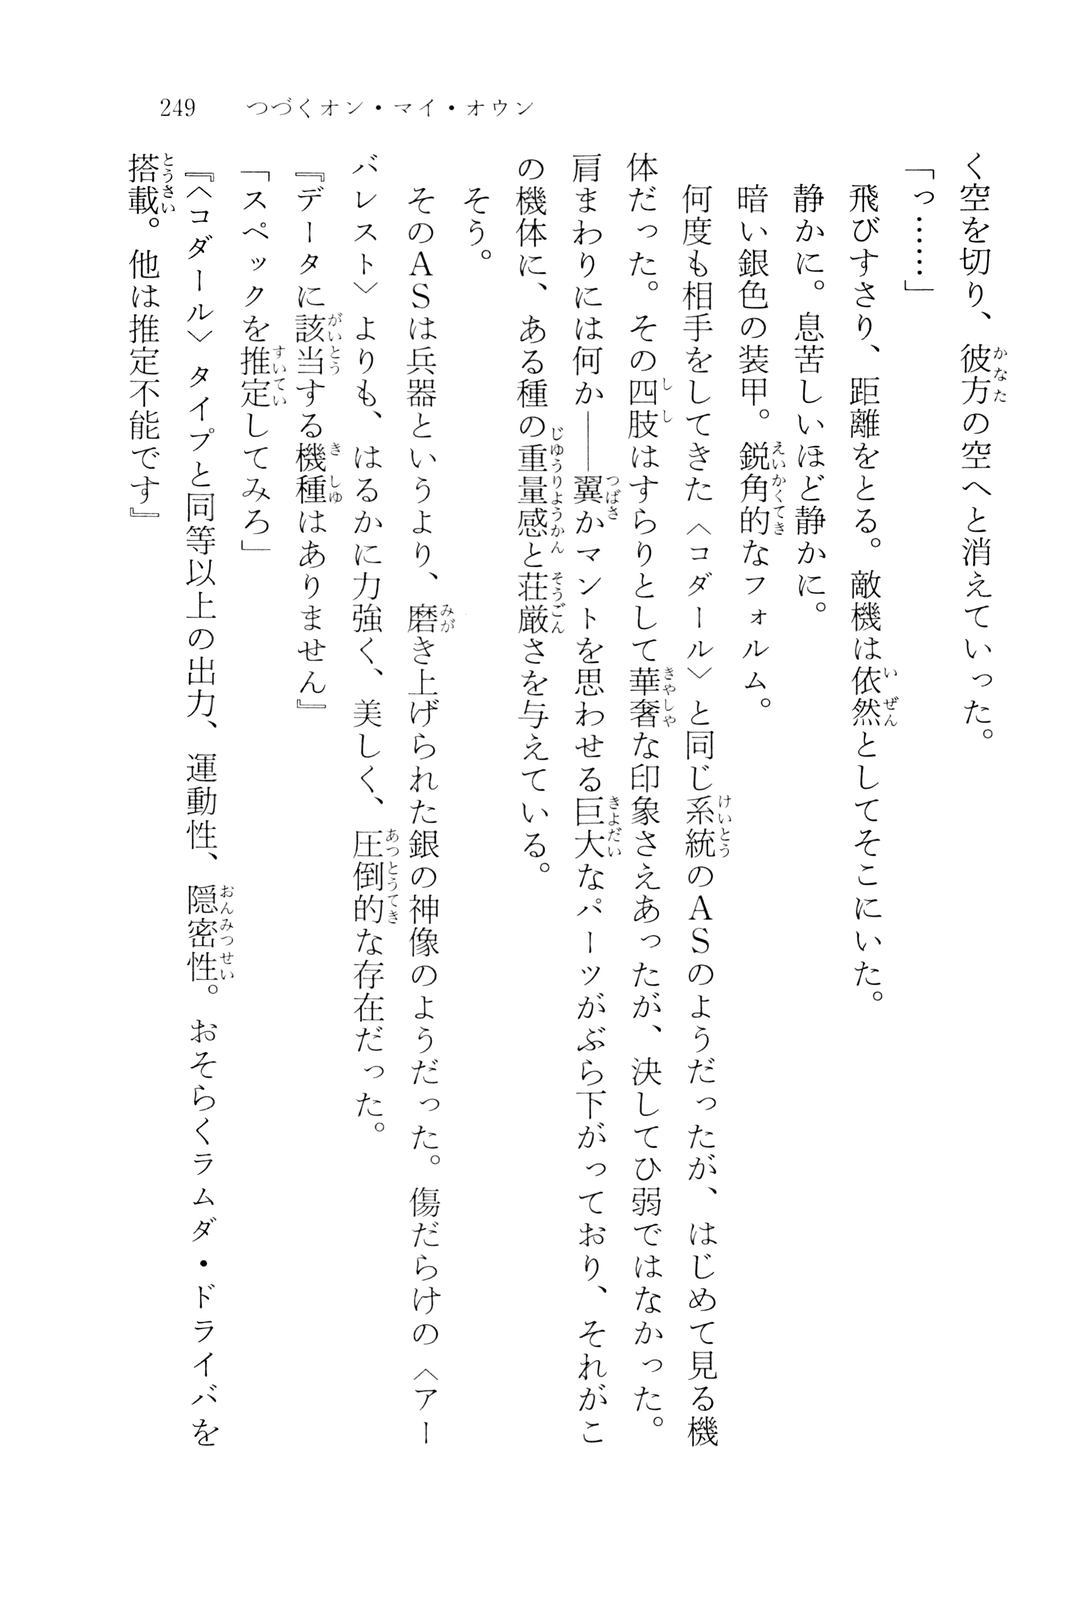 249　つづくオン・マイ・オウン
く空を切り、彼方の空へと消えていった。
「っ……」
　飛びすさり、距離をとる。敵機は依然としてそこにいた。
　静かに。息苦しいほど静かに。
　暗い銀色の装甲。鋭角的なフォルム。
　何度も相手をしてきた〈コダール〉と同じ系統のＡＳのようだったが、はじめて見る機
体だった。その四肢はすらりとして華奢な印象さえあったが、決してひ弱ではなかった。
肩まわりには何か――翼かマントを思わせる巨大なパーツがぶら下がっており、それがこ
の機体に、ある種の重量感と荘厳さを与えている。
　そう。
　そのＡＳは兵器というより、磨き上げられた銀の神像のようだった。傷だらけの〈アー
バレスト〉よりも、はるかに力強く、美しく、圧倒的な存在だった。
『データに該当する機種はありません』
「スペックを推定してみろ」
『〈コダール〉タイプと同等以上の出力、運動性、隠密性。おそらくラムダ・ドライバを
搭載。他は推定不能です』